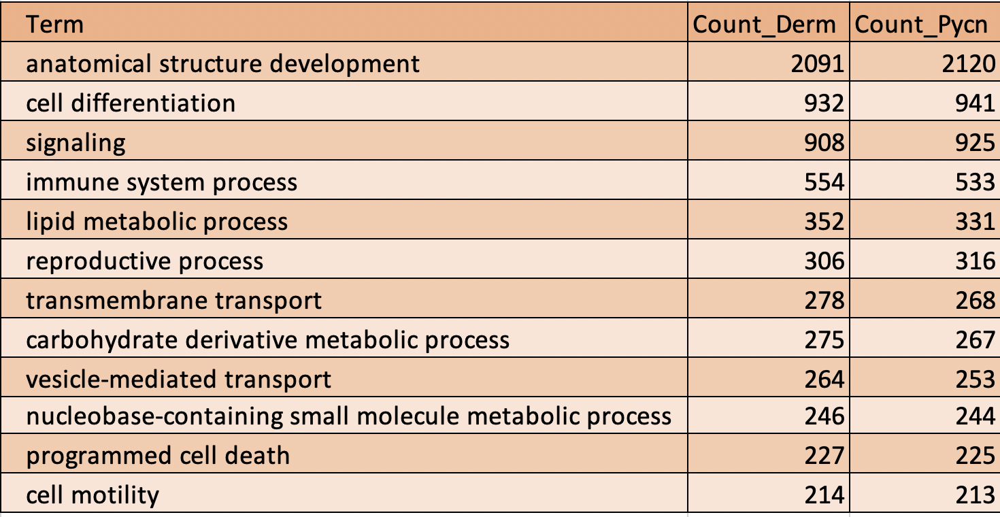 Term Count_Derm Count_Pycn
anatomical structure development 2091 2120
cell differentiation 932 941
signaling 908 925
immune system process 554 533
lipid metabolic process 352 331
reproductive process 306 316
transmembrane transport 278 268
carbohydrate derivative metabolic process 275 267
vesicle-mediated transport 264 253
nucleobase-containing small molecule metabolic process 246 244
programmed cell death 227 225
cell motility 214 213